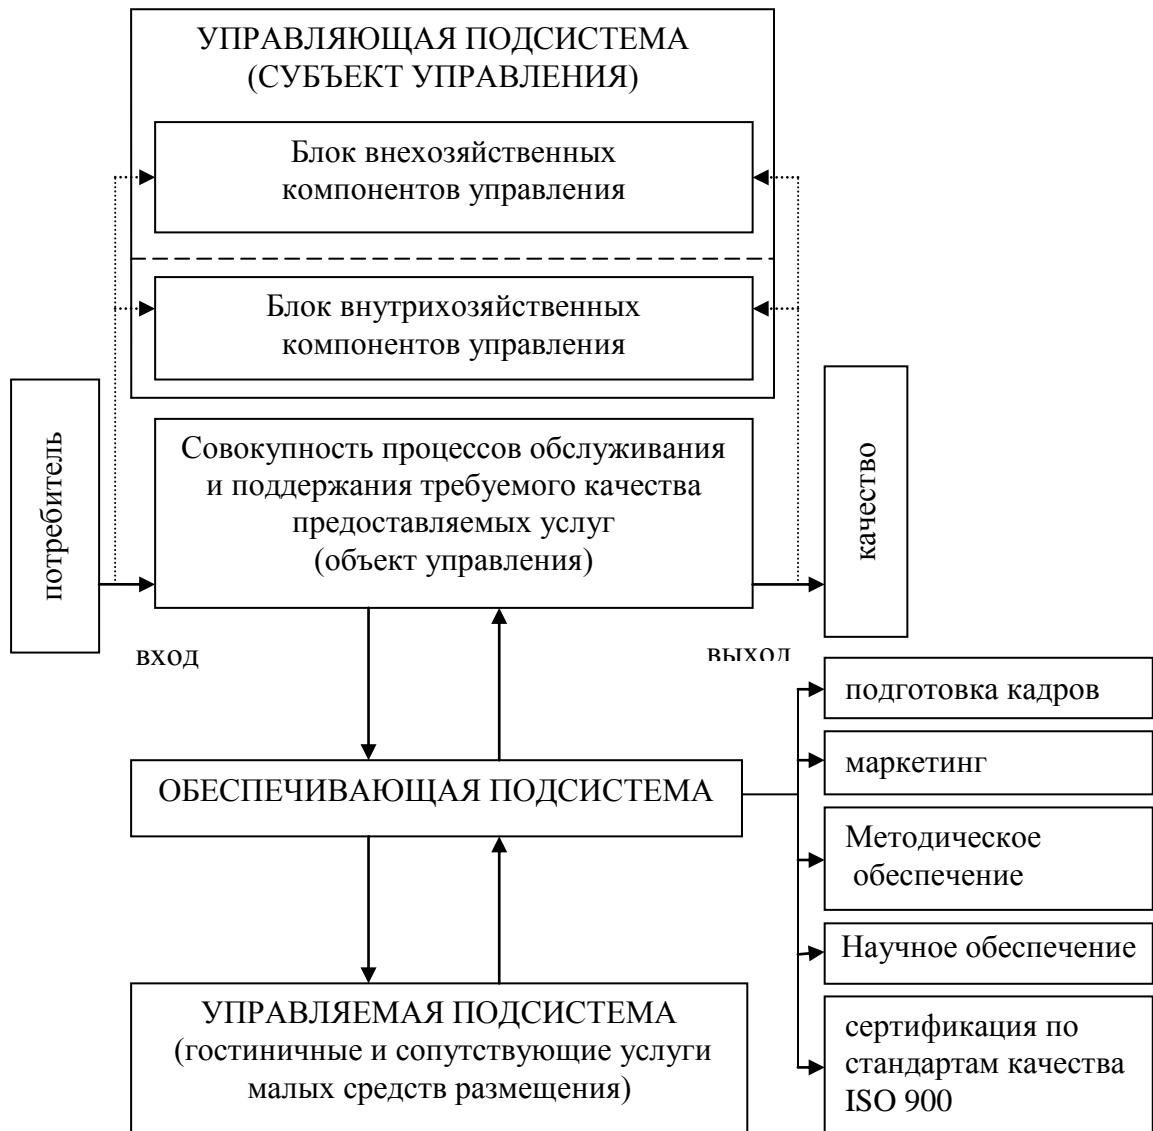 УПРАВЛЯЮЩАЯ ПОДСИСТЕМА
(СУБЪЕКТ УПРАВЛЕНИЯ)
Блок внехозяйственных
компонентов управления
Блок внутрихозяйственных
компонентов управления
потребитель
Совокупность процессов обслуживания
и поддержания требуемого качества
предоставляемых услуг
(объект управления)
качество
вход
выход
ОБЕСПЕЧИВАЮЩАЯ ПОДСИСТЕМА
подготовка кадров
маркетинг
Методическое
обеспечение
Научное обеспечение
сертификация по
стандартам качества
ISO 900
УПРАВЛЯЕМАЯ ПОДСИСТЕМА
(гостиничные и сопутствующие услуги
малых средств размещения)